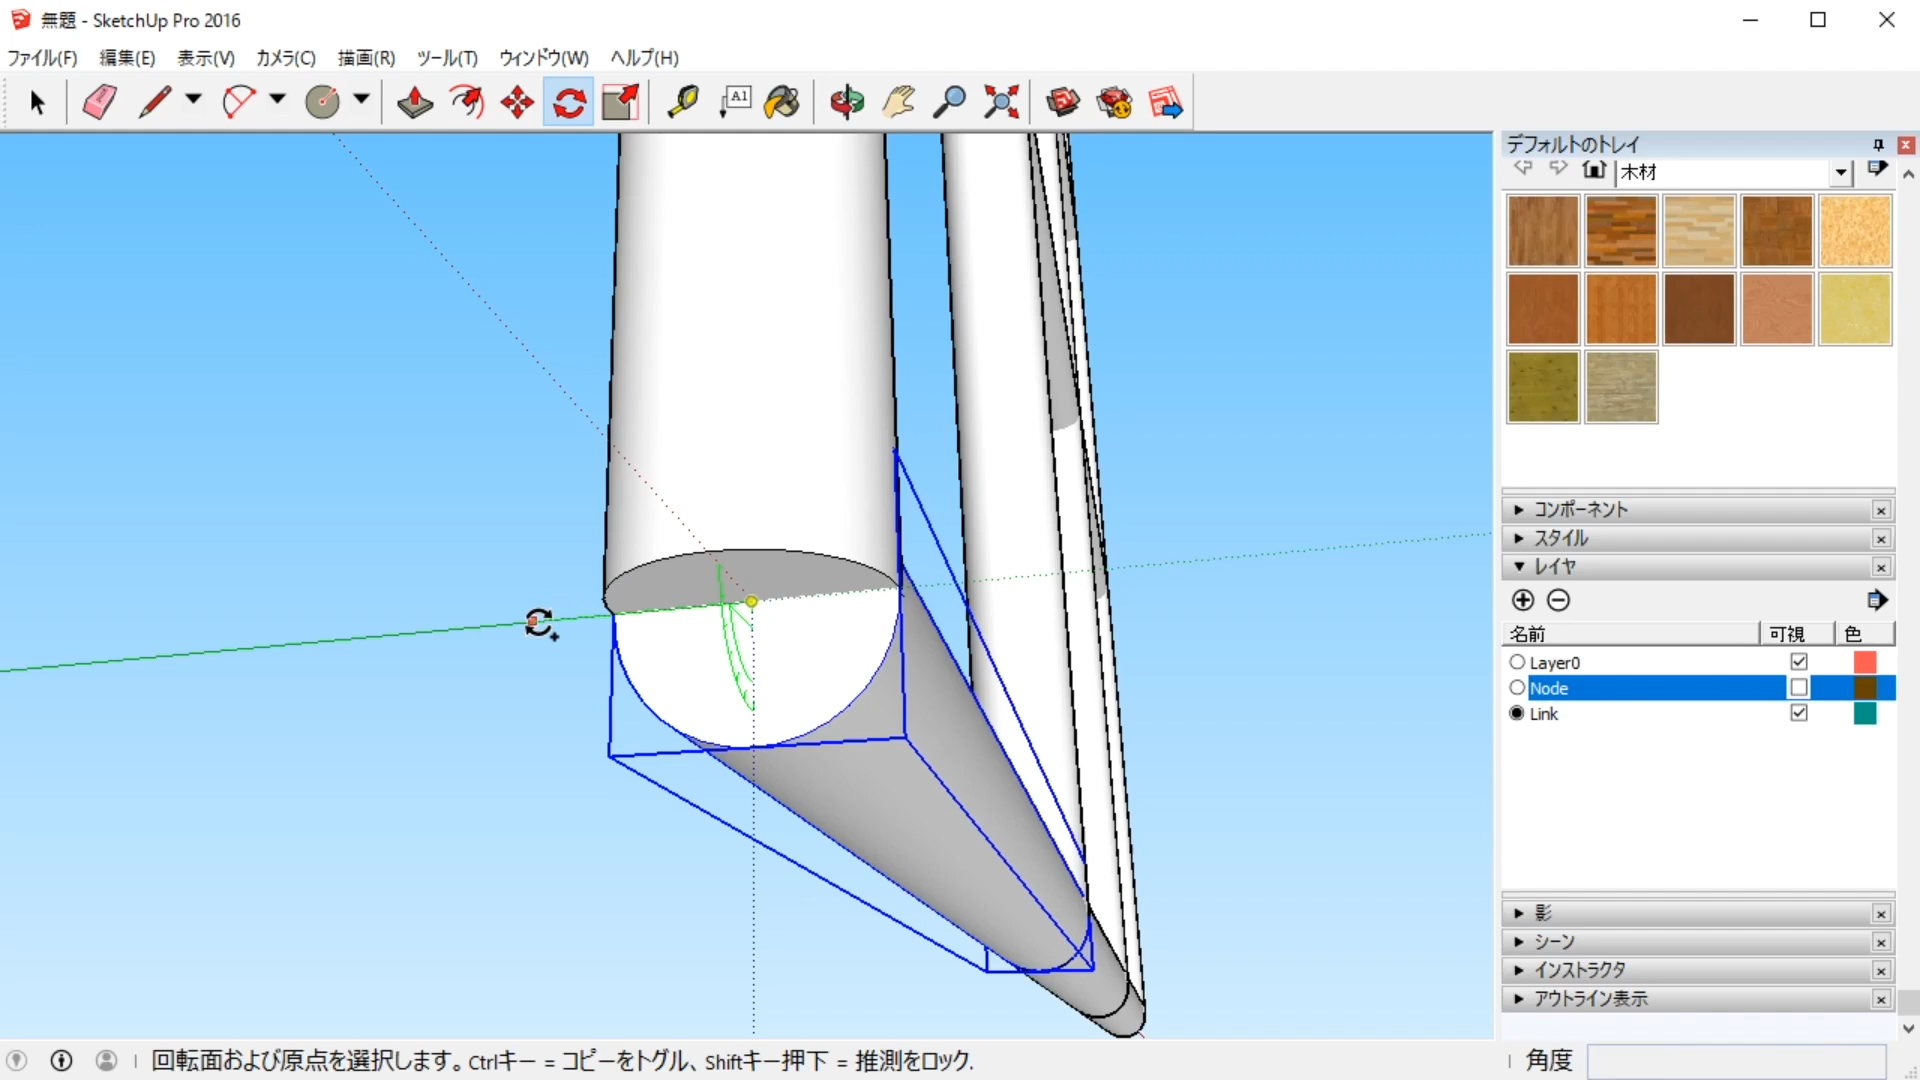 無題 - SketchUp Pro 2016
ファイル(F) 編集(E) 表示(V) カメラ(C) 描画(R) ツール(T) ウィンドウ(W) ヘルプ(H)
A1
デフォルトのトレイ
木材
コンポーネント
スタイル
レイヤ
名前 可視 色
Layer0
Node
Link
影
シーン
インストラクタ
アウトライン表示
回転面および原点を選択します。Ctrlキー = コピーをトグル、Shiftキー押下 = 推測をロック.
角度